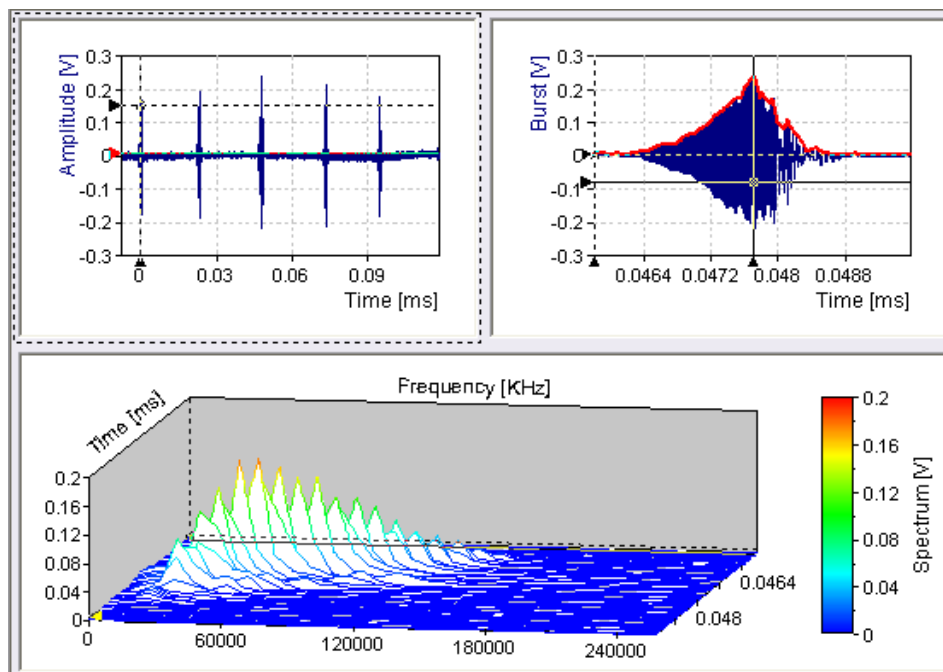 Amplitude [V]
0.3
0.2
0.1
0
-0.1
-0.2
-0.3
0 0.03 0.06 0.09
Time [ms]
Burst [V]
0.3
0.2
0.1
0
-0.1
-0.2
-0.3
0.0464 0.0472 0.048 0.0488
Time [ms]
Frequency [KHz]
Time [ms]
0.2
0.16
0.12
0.08
0.04
0
0 60000 120000 180000 240000
0.0464
0.048
0.2
0.16
0.12
0.08
0.04
0
Spectrum [V]